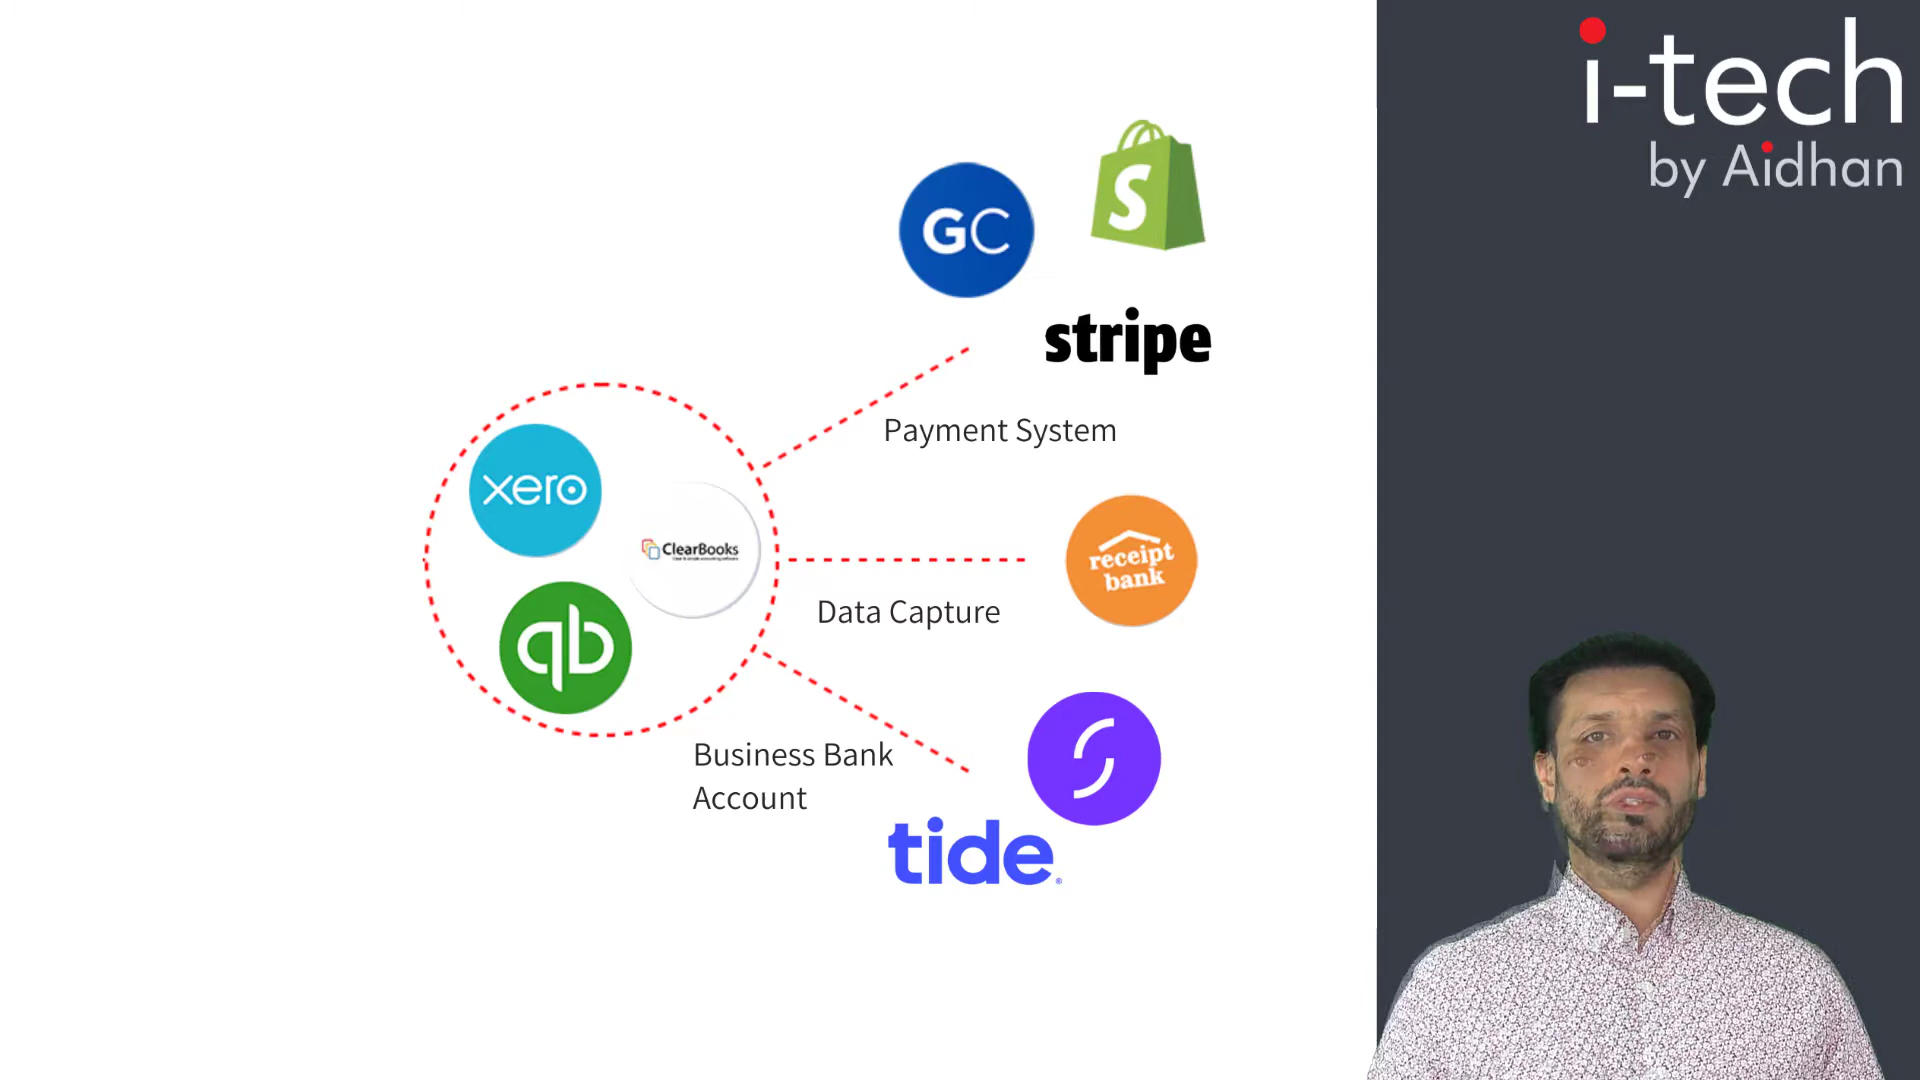 i-tech
by Aidhan
GC
S
stripe
Payment System
xero
ClearBooks
receipt
bank
Data Capture
qb
Business Bank
Account
tide